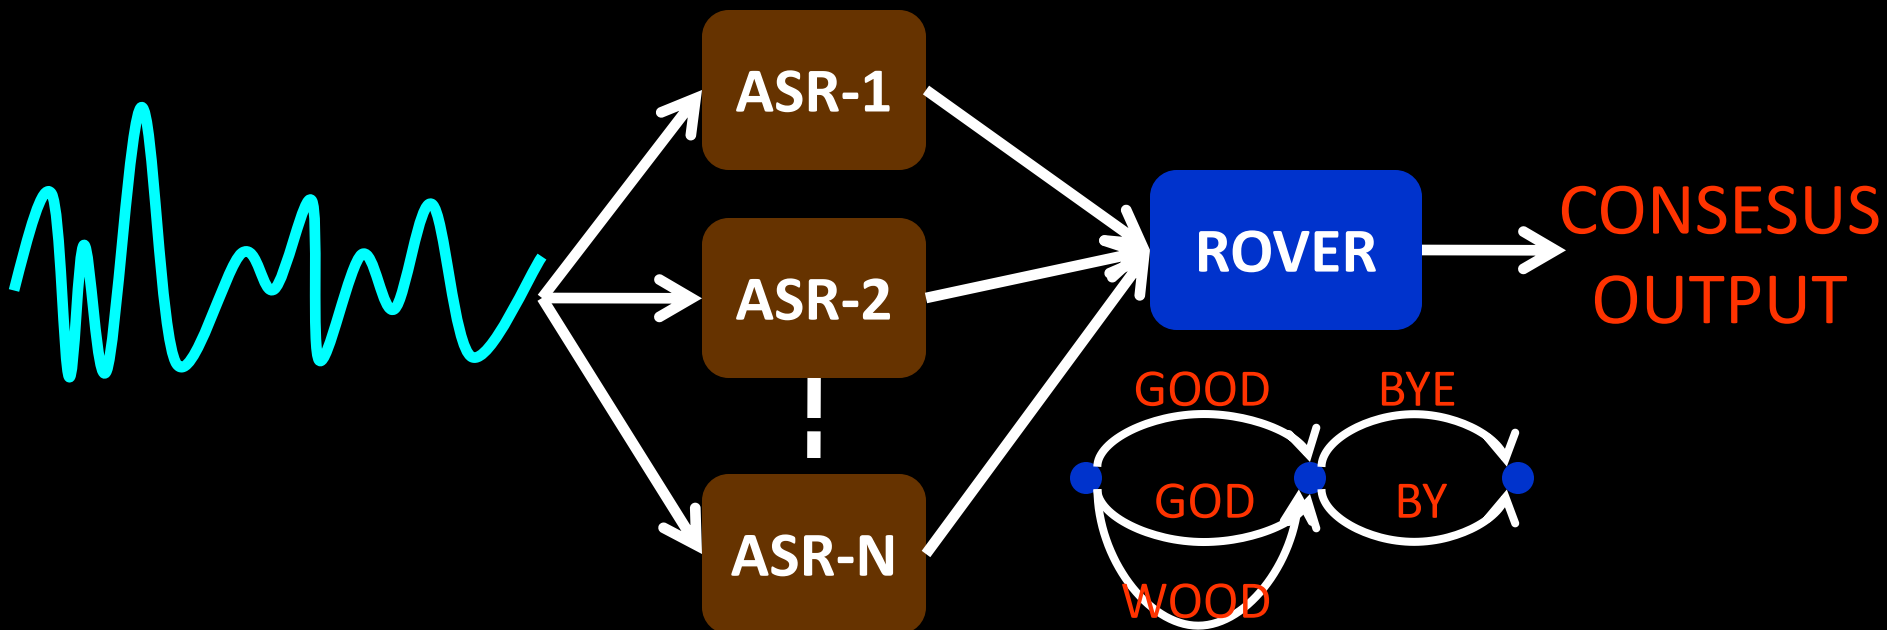 ASR-1
ASR-2
ASR-N
ROVER
CONSESUS
OUTPUT
GOOD BYE
GOD BY
WOOD